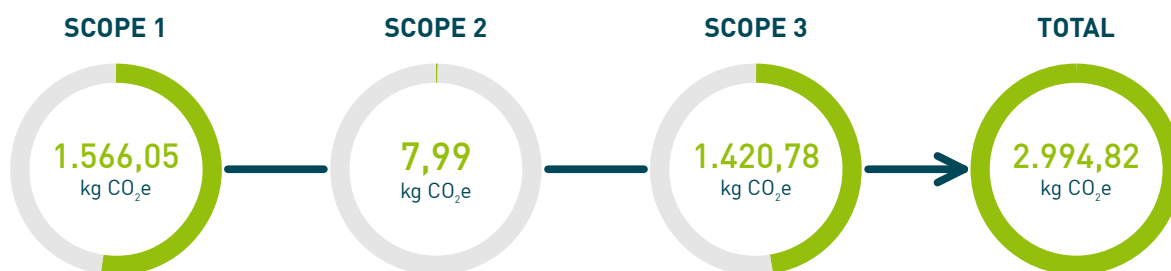 SCOPE 1
1.566,05
kg CO₂e
SCOPE 2
7,99
kg CO₂e
SCOPE 3
1.420,78
kg CO₂e
TOTAL
2.994,82
kg CO₂e